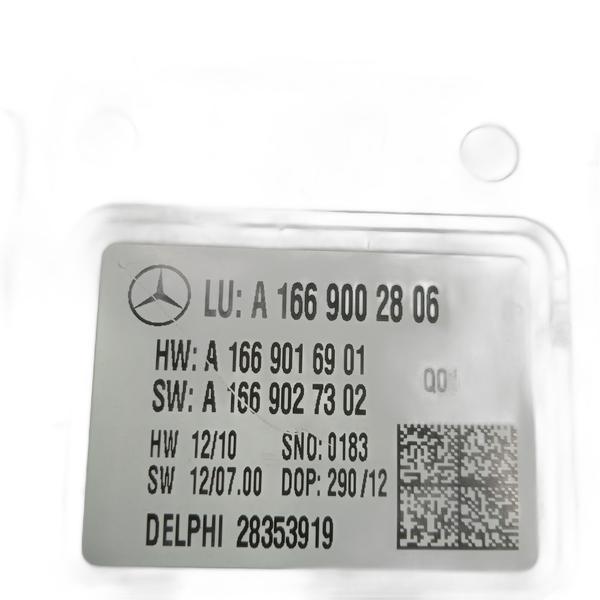 LU: A 166 900 28 06
HW: A 166 901 69 01
SW: A 166 902 73 02
HW 12/10 SNO: 0183
SW 12/07.00 DOP: 290/12
DELPHI 28353919